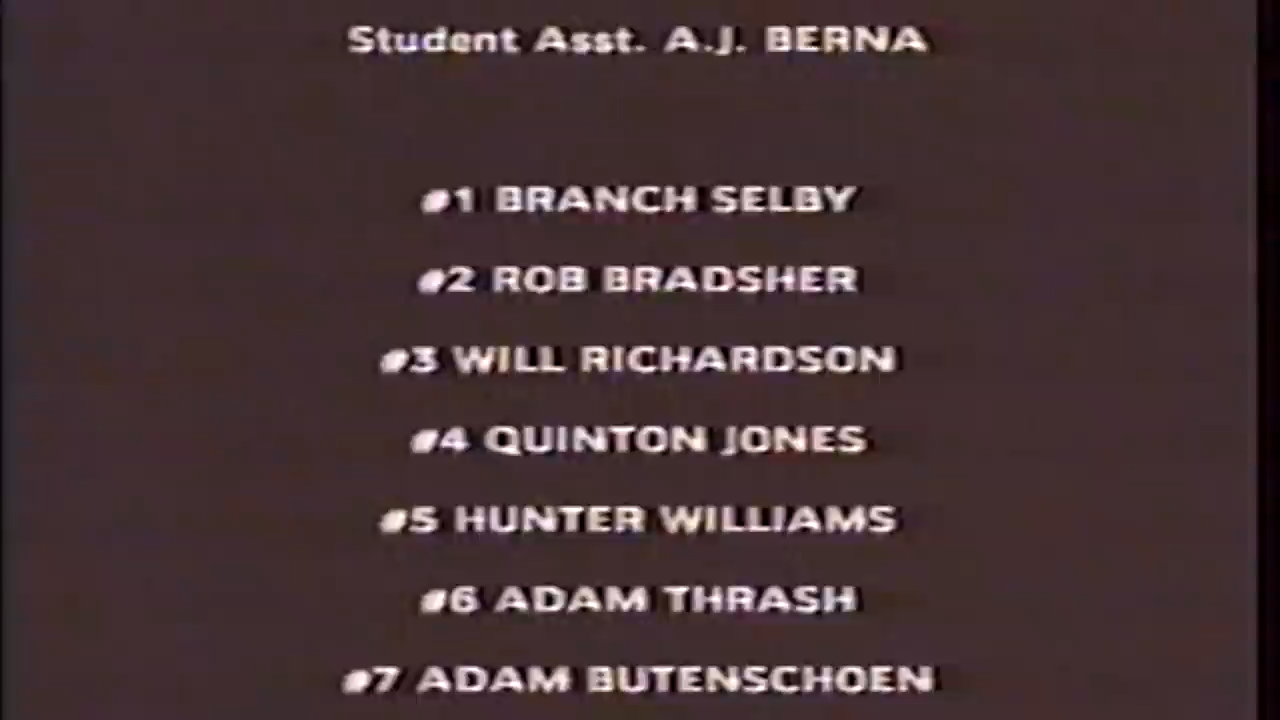 Student Asst. A.J. BERNA
#1 BRANCH SELBY
#2 ROB BRADSHER
#3 WILL RICHARDSON
#4 QUINTON JONES
#5 HUNTER WILLIAMS
#6 ADAM THRASH
#7 ADAM BUTENSCHOEN